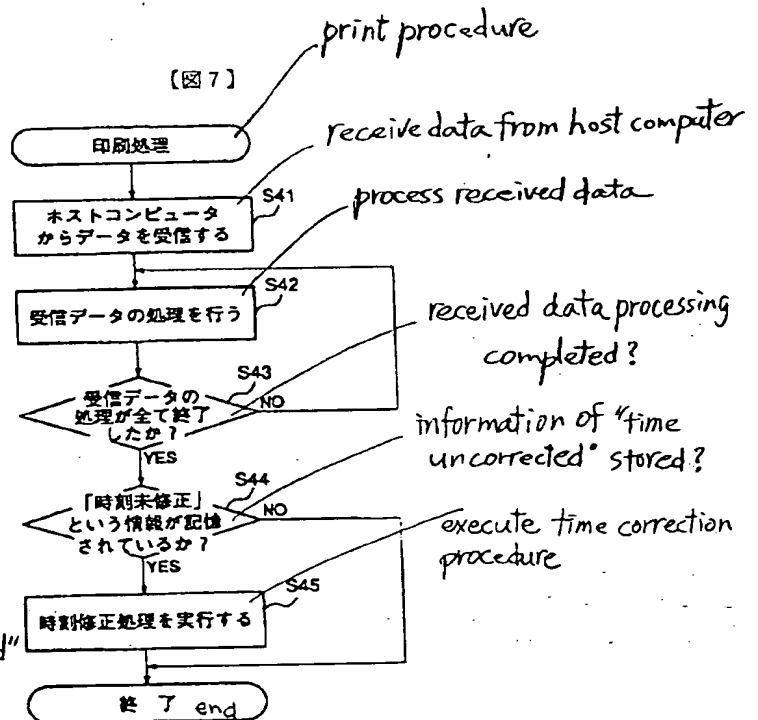 print procedure
【図7】
印刷処理
receive data from host computer
S41
ホストコンピュータ
からデータを受信する
process received data
S42
受信データの処理を行う
received data processing
completed?
S43
受信データの
処理が全て終了
したか？
NO
YES
information of "time
uncorrected" stored?
S44
「時刻未修正」
という情報が記憶
されているか？
NO
YES
execute time correction
procedure
S45
時刻修正処理を実行する
終了 end